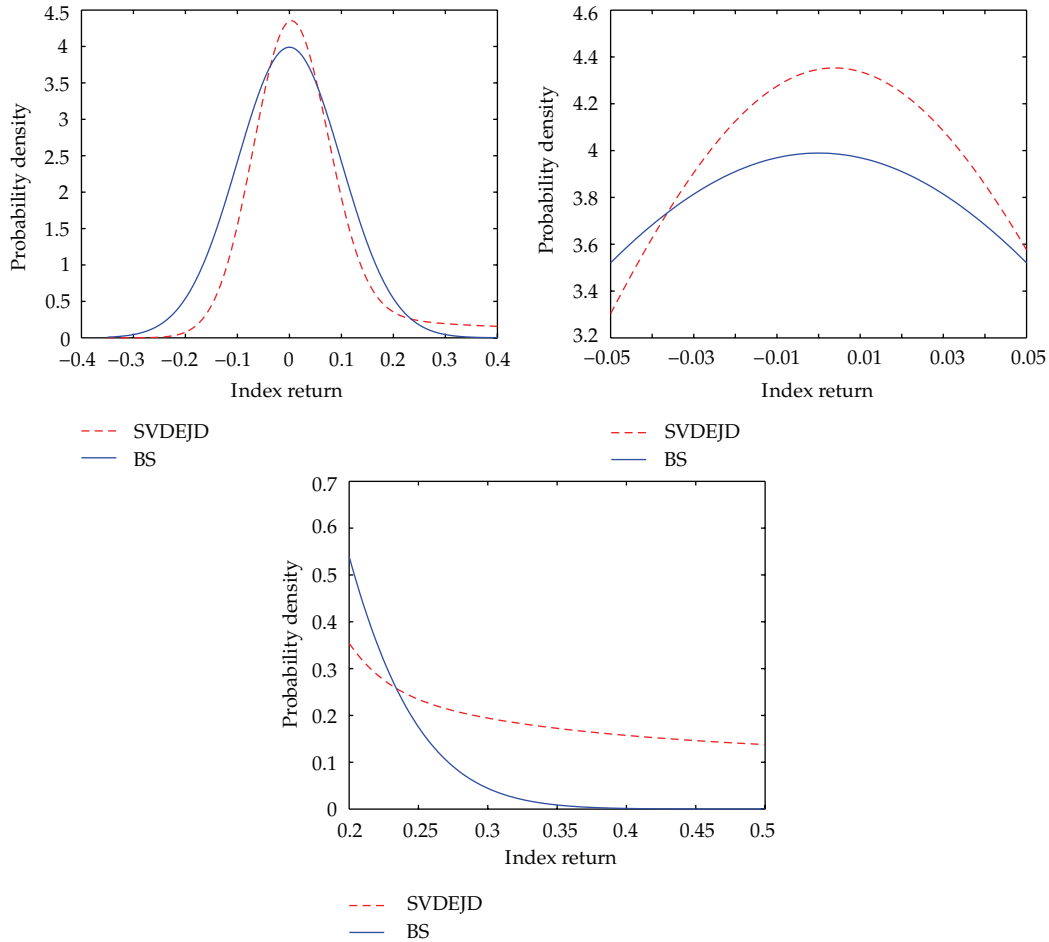 4.5
4
3.5
3
2.5
2
1.5
1
0.5
0
Probability density
−0.4 −0.3 −0.2 −0.1 0 0.1 0.2 0.3 0.4
Index return
SVDEJD
BS
4.6
4.4
4.2
4
3.8
3.6
3.4
3.2
Probability density
−0.05 −0.03 −0.01 0.01 0.03 0.05
Index return
SVDEJD
BS
0.7
0.6
0.5
0.4
0.3
0.2
0.1
0
Probability density
0.2 0.25 0.3 0.35 0.4 0.45 0.5
Index return
SVDEJD
BS